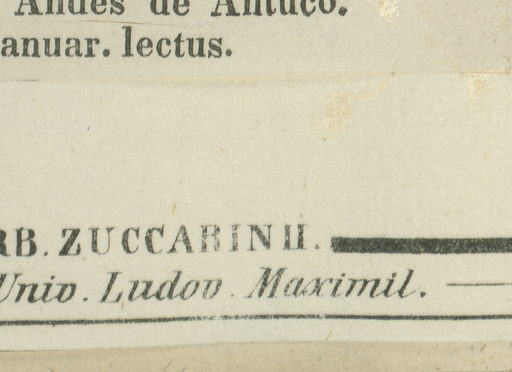 Andes de Antuco.
anuar. lectus.
RB. ZUCCARINII.
Univ. Ludov. Maximil.